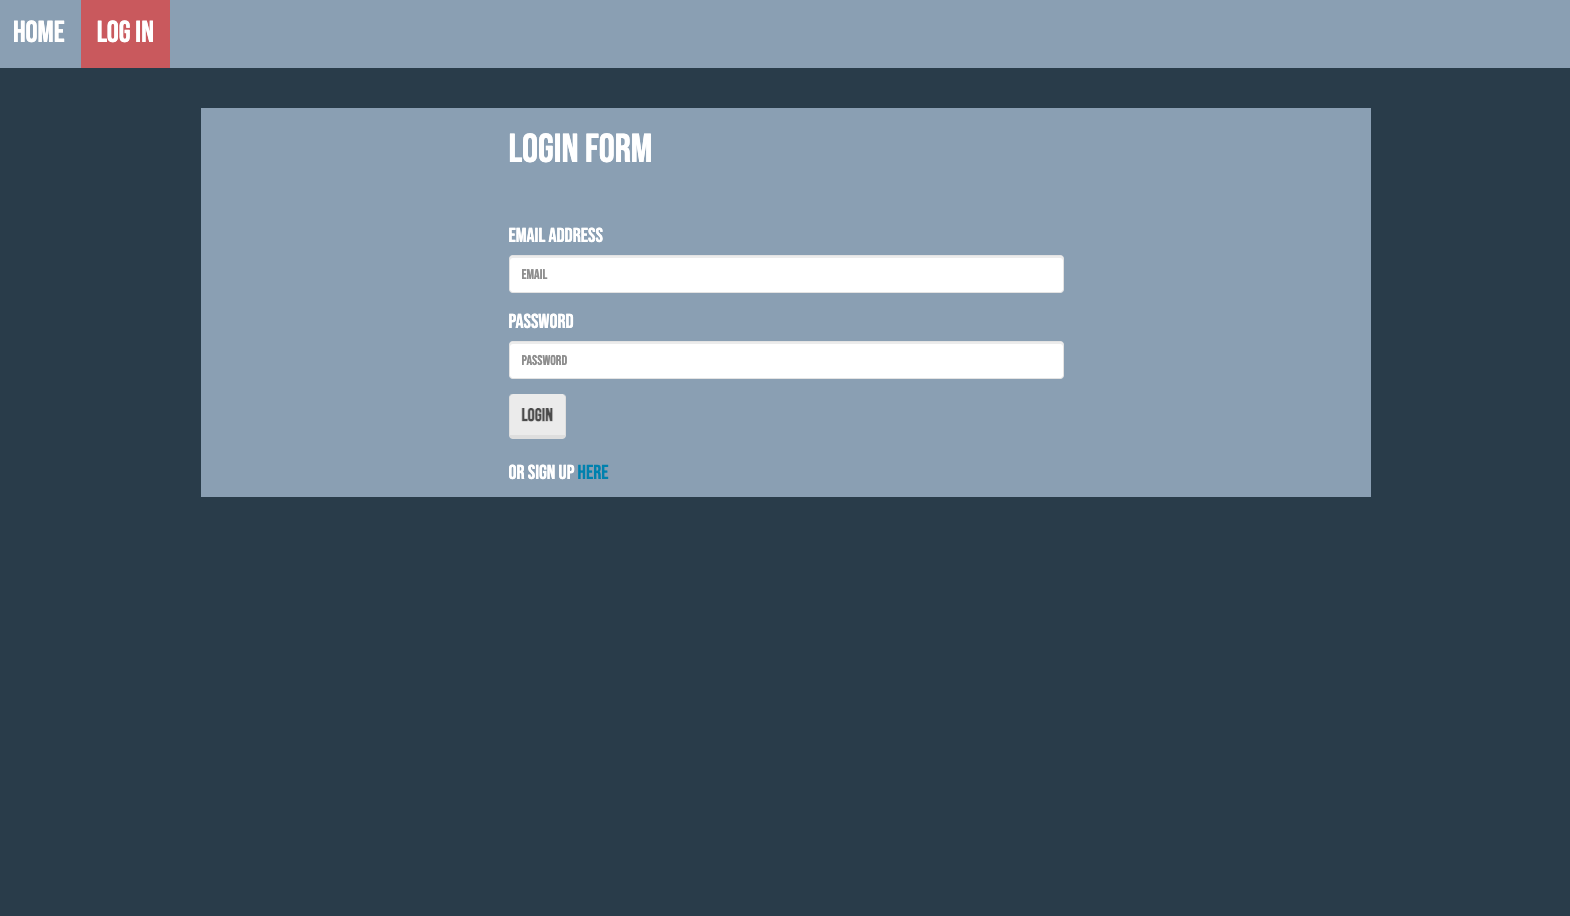 HOME LOG IN
LOGIN FORM
EMAIL ADDRESS
EMAIL
PASSWORD
PASSWORD
LOGIN
OR SIGN UP HERE